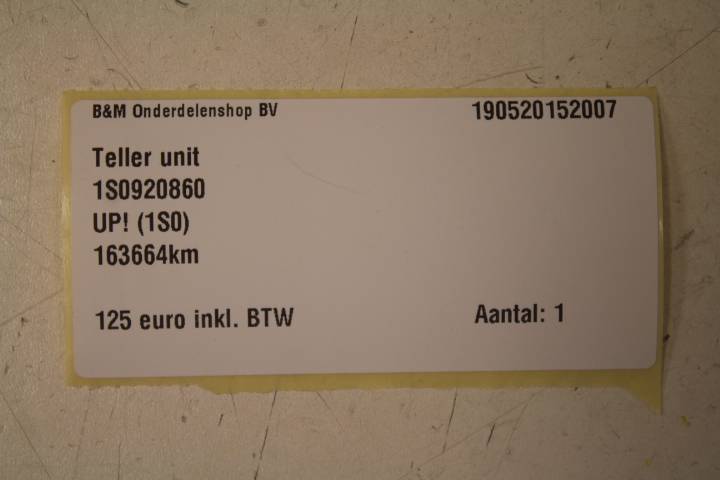 B&M Onderdelenshop BV 190520152007
Teller unit
1S0920860
UP! (1S0)
163664km
125 euro inkl. BTW Aantal: 1